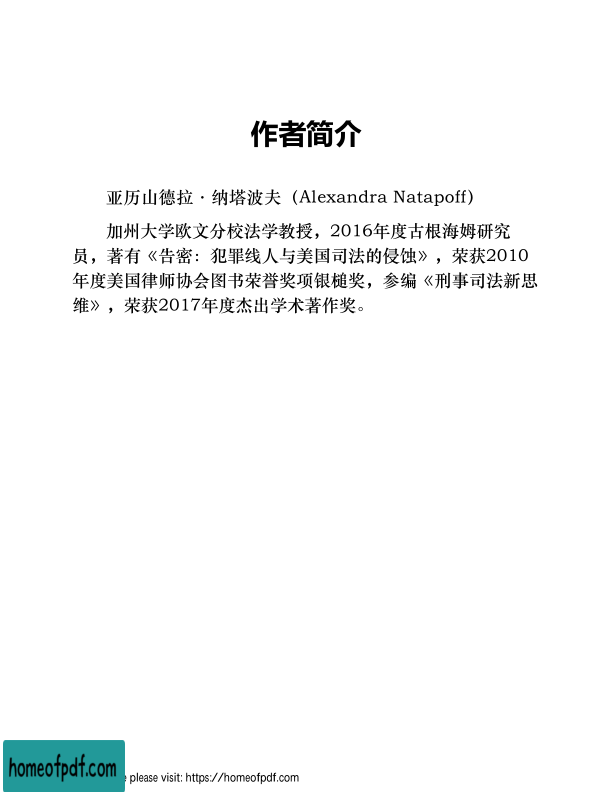 作者简介
亚历山德拉·纳塔波夫（Alexandra Natapoff）
加州大学欧文分校法学教授，2016年度古根海姆研究
员，著有《告密：犯罪线人与美国司法的侵蚀》，荣获2010
年度美国律师协会图书荣誉奖项银槌奖，参编《刑事司法新思
维》，荣获2017年度杰出学术著作奖。
homeofpdf.com
please visit: https://homeofpdf.com